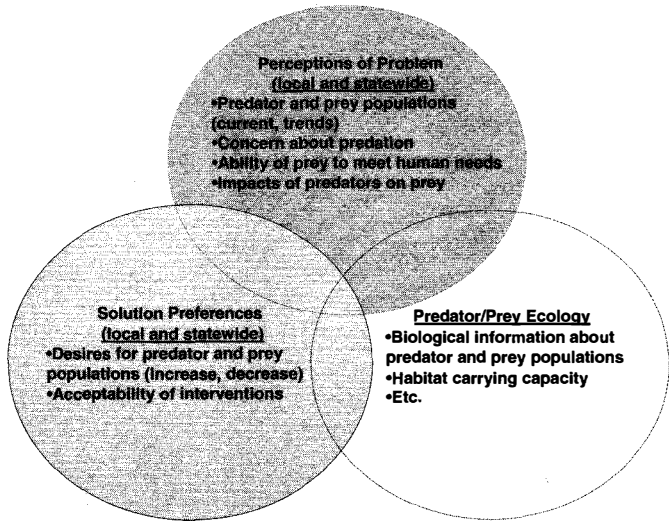 Perceptions of Problem
(local and statewide)
•Predator and prey populations
(current, trends)
•Concern about predation
•Ability of prey to meet human needs
•Impacts of predators on prey
Solution Preferences
(local and statewide)
•Desires for predator and prey
populations (increase, decrease)
•Acceptability of interventions
Predator/Prey Ecology
•Biological information about
predator and prey populations
•Habitat carrying capacity
•Etc.